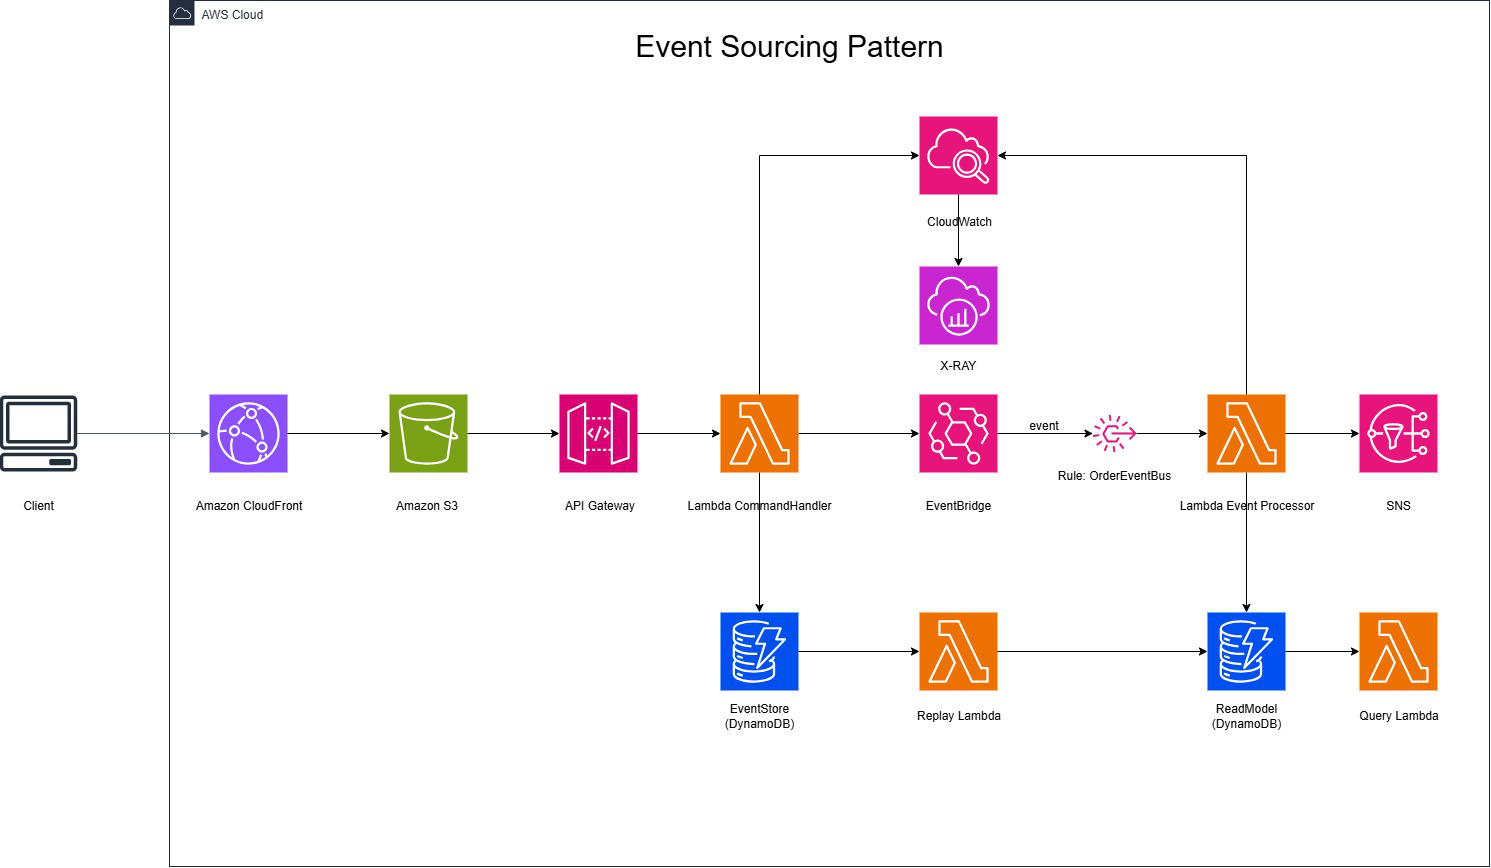 AWS Cloud
Event Sourcing Pattern
CloudWatch
X-RAY
event
Rule: OrderEventBus
Client
Amazon CloudFront
Amazon S3
API Gateway
Lambda CommandHandler
EventBridge
Lambda Event Processor
SNS
EventStore
(DynamoDB)
Replay Lambda
ReadModel
(DynamoDB)
Query Lambda